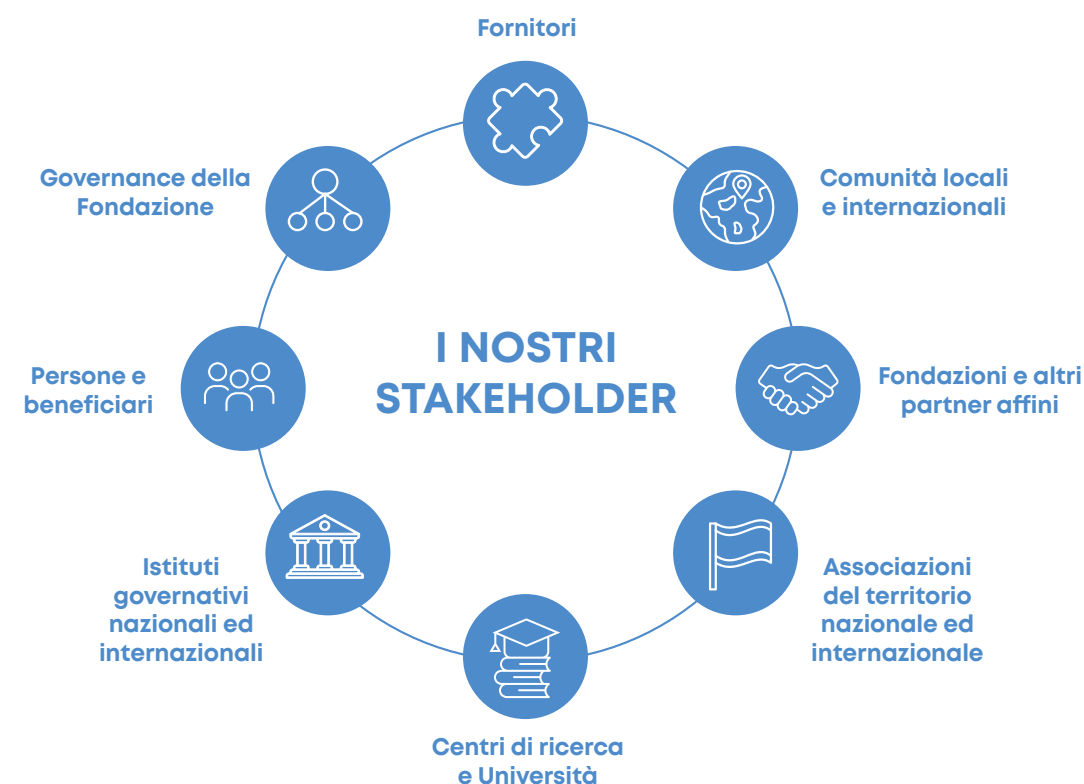 Fornitori
Governance della
Fondazione
Comunità locali
e internazionali
I NOSTRI
STAKEHOLDER
Persone e
beneficiari
Fondazioni e altri
partner affini
Istituti
governativi
nazionali ed
internazionali
Associazioni
del territorio
nazionale ed
internazionale
Centri di ricerca
e Università